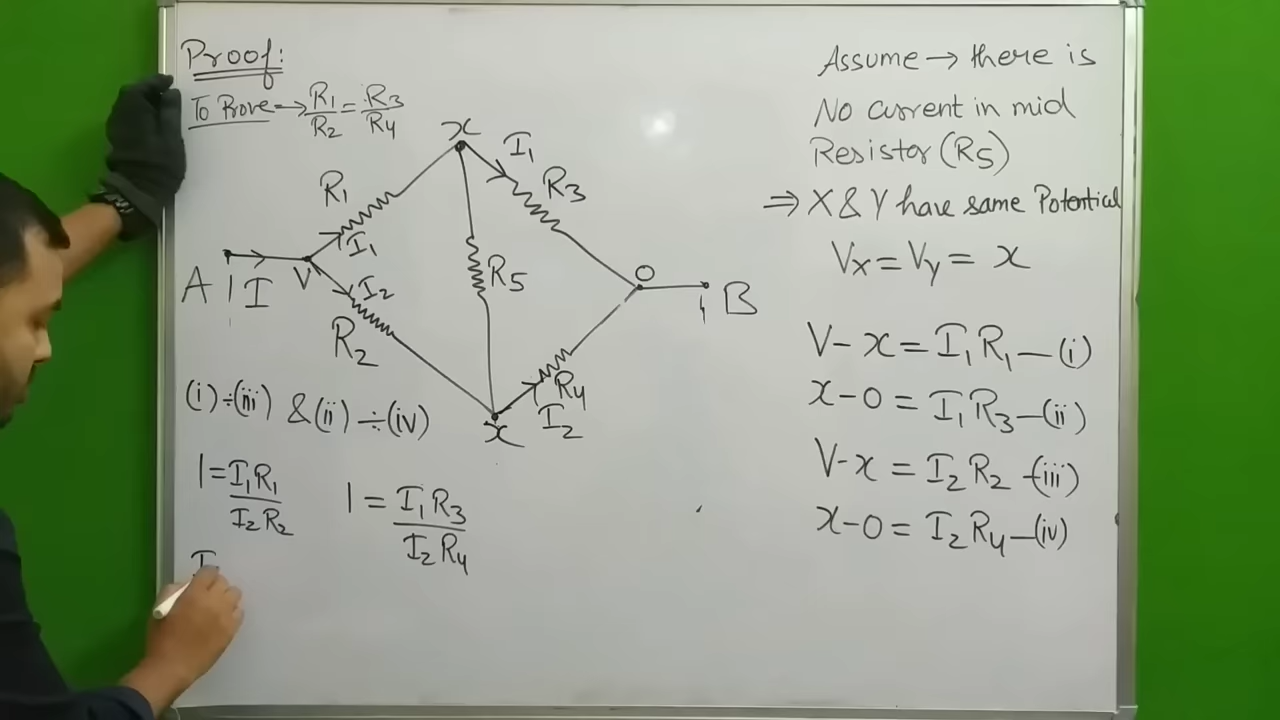 Proof:
To Prove → R₁/R₂ = R₃/R₄
x
I₁
R₃
R₁
I₁
A
I
V
I₂
R₂
R₅
O
B
R₄
I₂
x
(i) ÷ (iii) & (ii) ÷ (iv)
1 = I₁R₁/I₂R₂
1 = I₁R₃/I₂R₄
I
Assume → there is
No current in mid
Resistor (R₅)
⇒ X & Y have same Potential
Vₓ = Vᵧ = x
V - x = I₁R₁ — (i)
x - 0 = I₁R₃ — (ii)
V - x = I₂R₂ - (iii)
x - 0 = I₂R₄ — (iv)